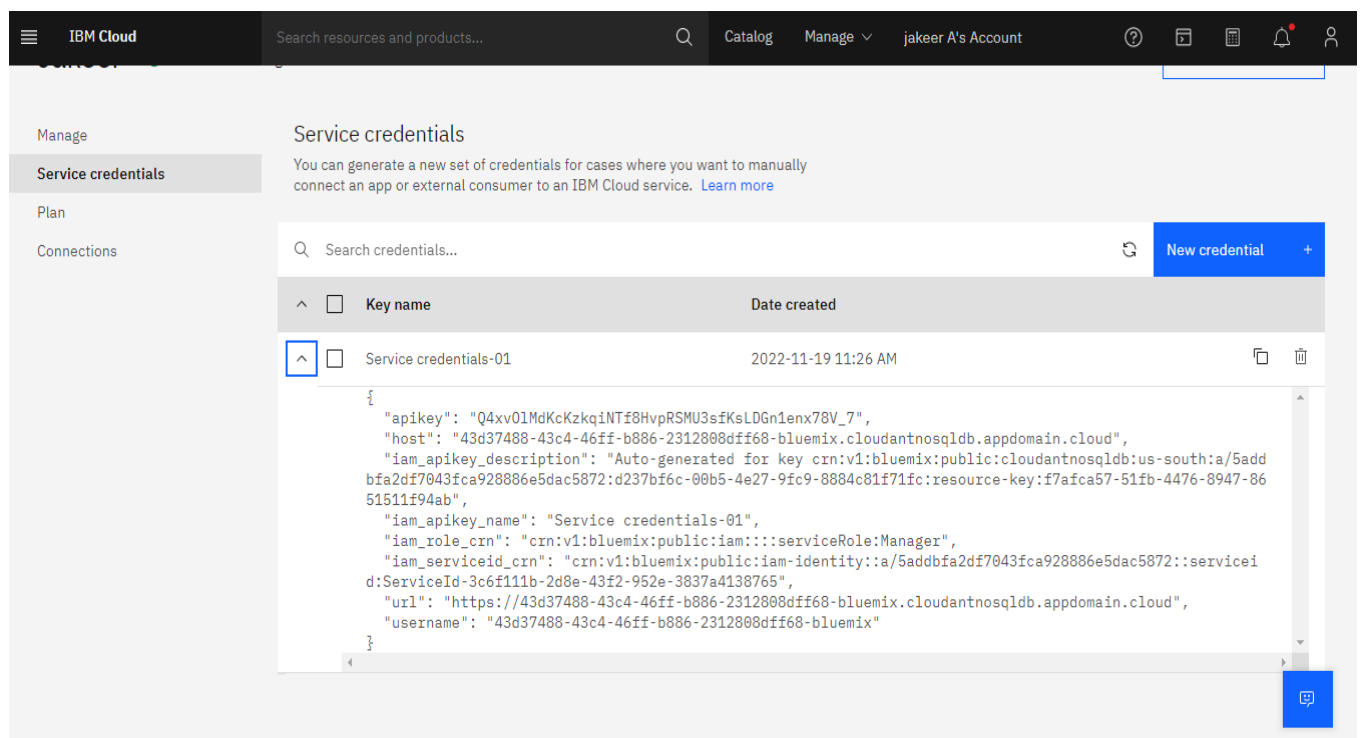 IBM Cloud
Search resources and products...
Catalog
Manage
jakeer A's Account
Manage
Service credentials
Plan
Connections
Service credentials
You can generate a new set of credentials for cases where you want to manually
connect an app or external consumer to an IBM Cloud service. Learn more
Search credentials...
New credential +
Key name
Date created
Service credentials-01
2022-11-19 11:26 AM
{
"apikey": "Q4xvOlMdKcKzkqiNTf8HvpRSMU3sfKsLDGn1enx78V_7",
"host": "43d37488-43c4-46ff-b886-2312808dff68-bluemix.cloudantnosqldb.appdomain.cloud",
"iam_apikey_description": "Auto-generated for key crn:v1:bluemix:public:cloudantnosqldb:us-south:a/5add
bfa2df7043fca928886e5dac5872:d237bf6c-00b5-4e27-9fc9-8884c81f71fc:resource-key:f7afca57-51fb-4476-8947-86
51511f94ab",
"iam_apikey_name": "Service credentials-01",
"iam_role_crn": "crn:v1:bluemix:public:iam::::serviceRole:Manager",
"iam_serviceid_crn": "crn:v1:bluemix:public:iam-identity::a/5addbfa2df7043fca928886e5dac5872::servicei
d:ServiceId-3c6f111b-2d8e-43f2-952e-3837a4138765",
"url": "https://43d37488-43c4-46ff-b886-2312808dff68-bluemix.cloudantnosqldb.appdomain.cloud",
"username": "43d37488-43c4-46ff-b886-2312808dff68-bluemix"
}